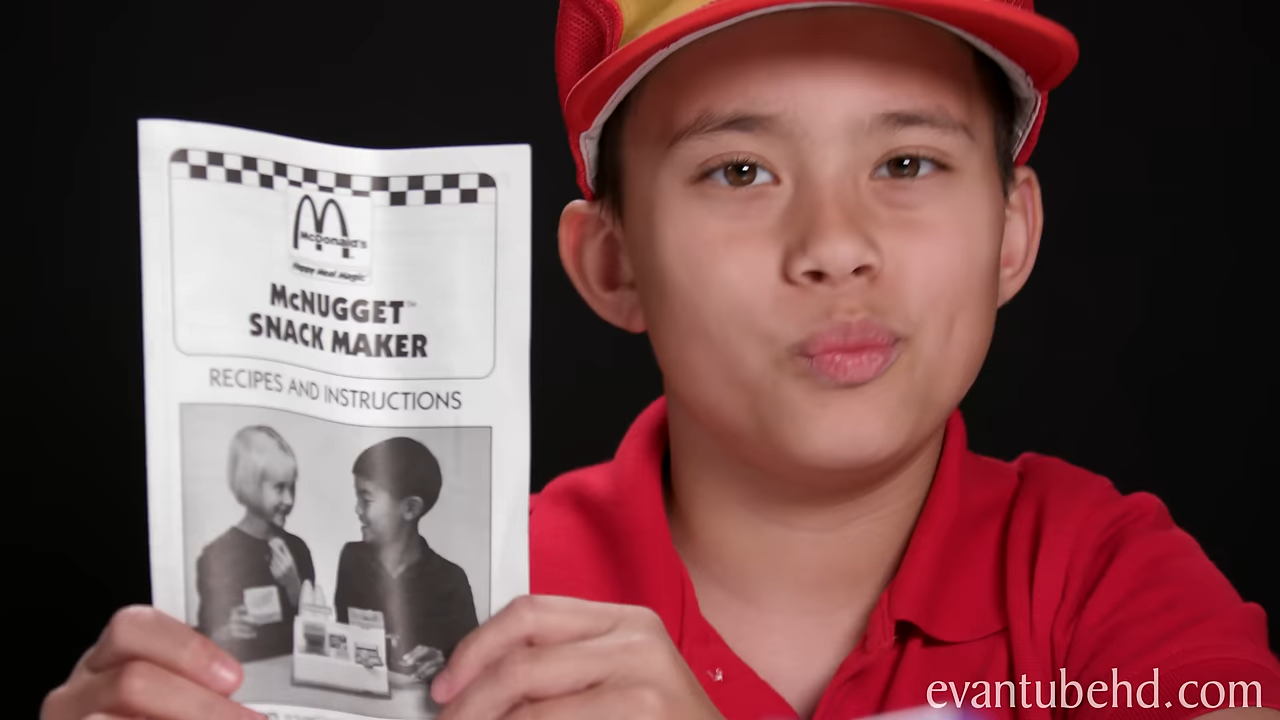 McDonald's
Happy Meal Magic
McNUGGET™
SNACK MAKER
RECIPES AND INSTRUCTIONS
evantubehd.com